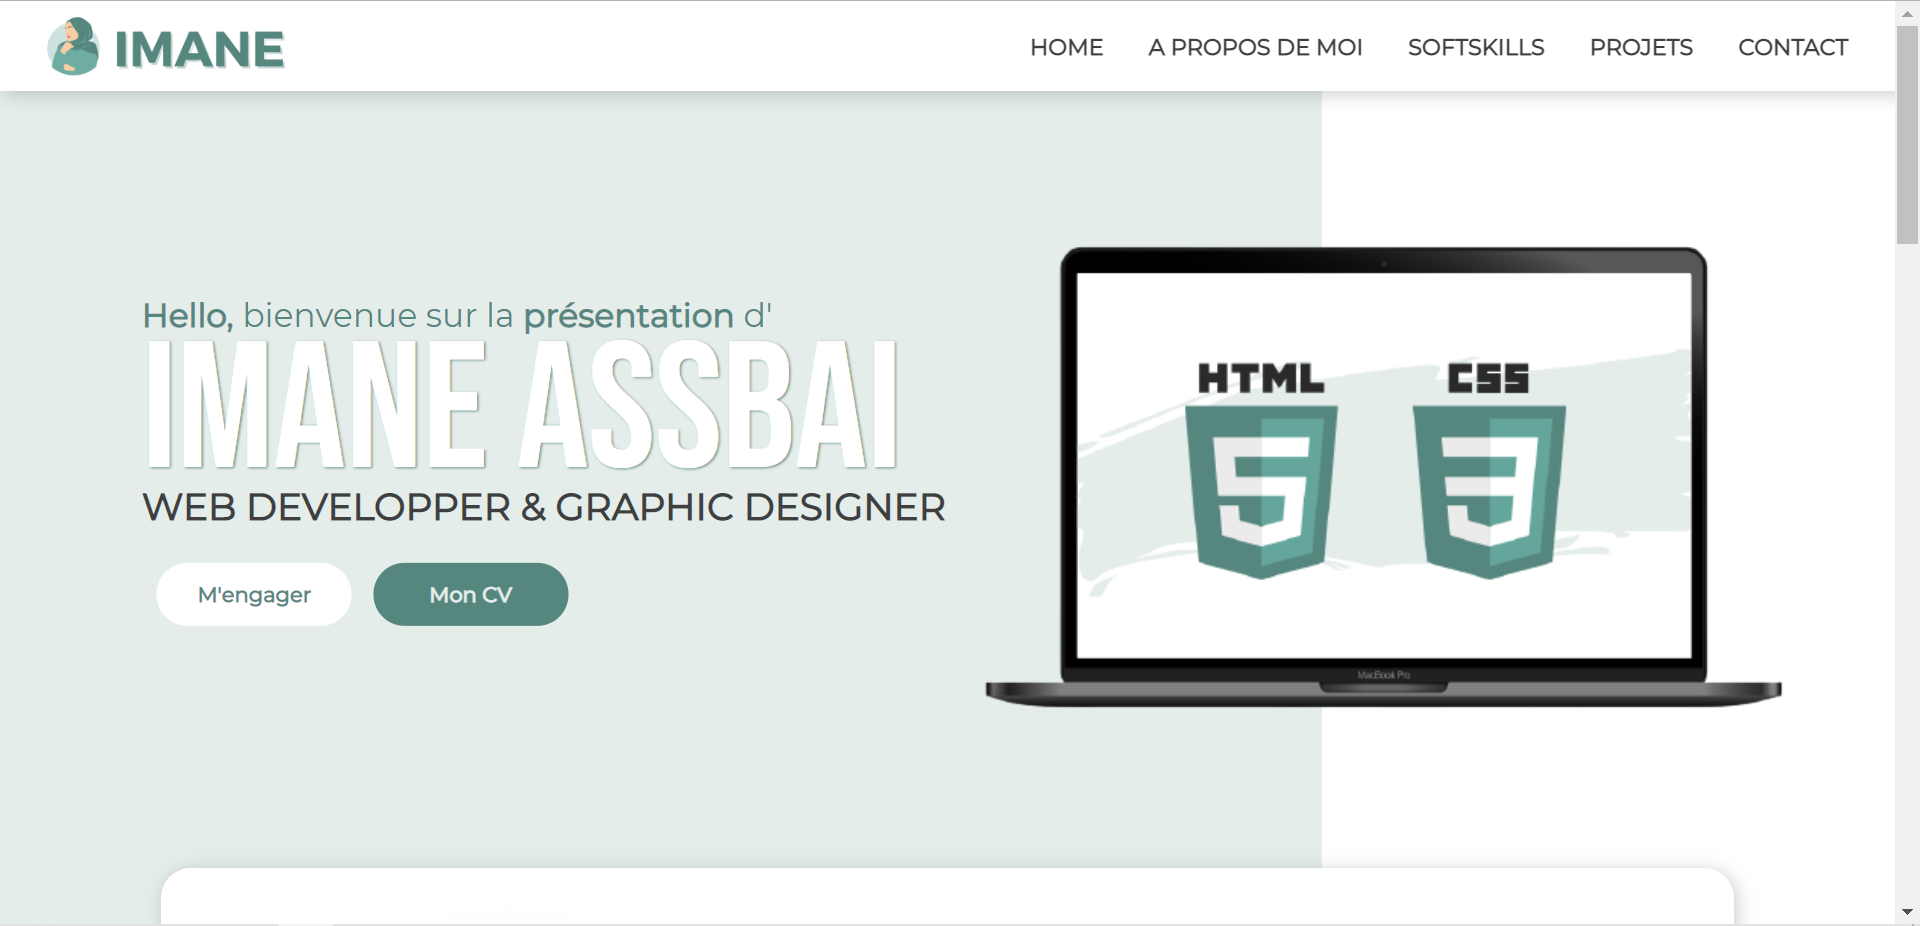 IMANE
HOME A PROPOS DE MOI SOFTSKILLS PROJETS CONTACT
Hello, bienvenue sur la présentation d'
IMANE ASSBAI
WEB DEVELOPPER & GRAPHIC DESIGNER
M'engager Mon CV
HTML CSS
5 3
MacBook Pro